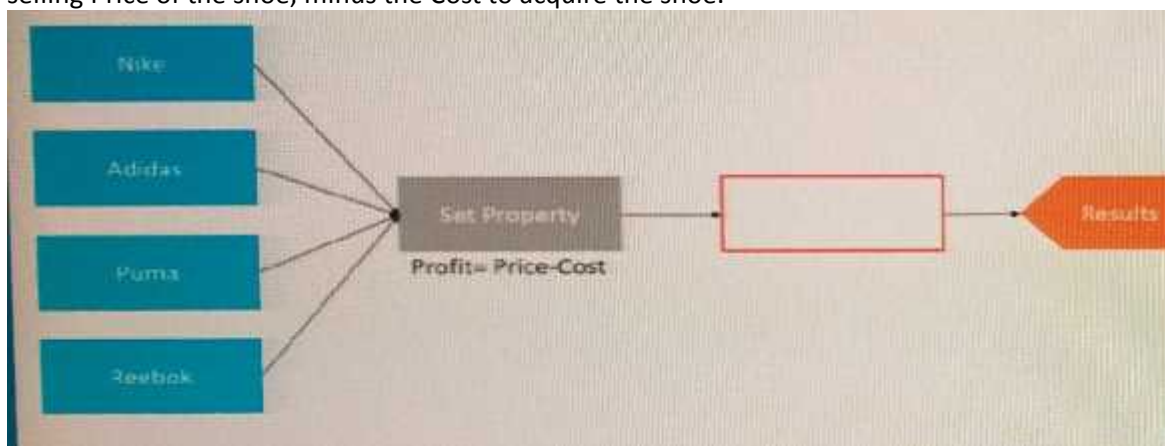 selling Price of the shoe, minus the Cost to acquire the shoe.
Nike
Adidas
Set Property
Results
Profit= Price-Cost
Puma
Reebok